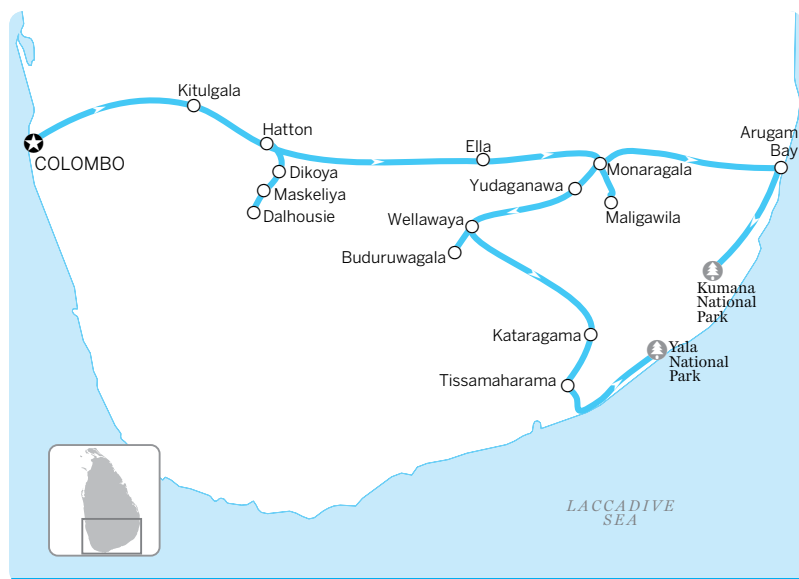 Kitulgala
Hatton
COLOMBO
Dikoya
Maskeliya
Dalhousie
Ella
Arugam
Bay
Monaragala
Yudaganawa
Maligawila
Wellawaya
Buduruwagala
Kumana
National
Park
Kataragama
Yala
National
Park
Tissamaharama
LACCADIVE
SEA